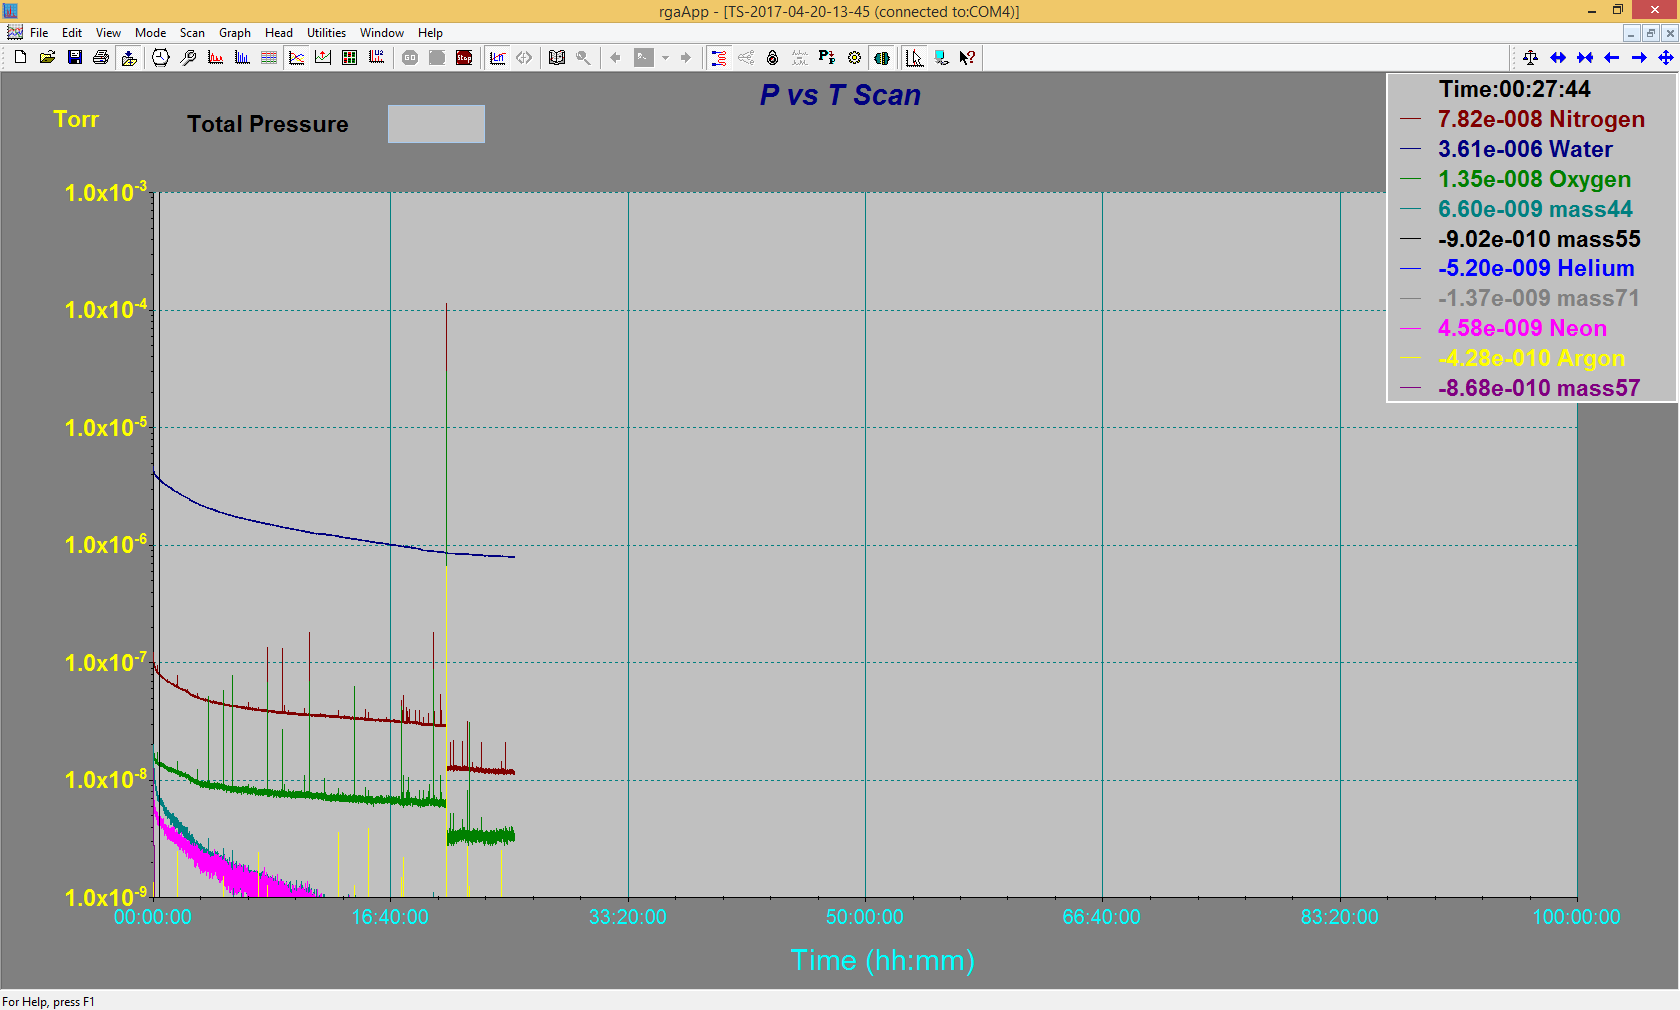 rgaApp - [TS-2017-04-20-13-45 (connected to:COM4)]
File Edit View Mode Scan Graph Head Utilities Window Help
GO Stop
P vs T Scan
Torr
Total Pressure
Time:00:27:44
7.82e-008 Nitrogen
3.61e-006 Water
1.35e-008 Oxygen
6.60e-009 mass44
-9.02e-010 mass55
-5.20e-009 Helium
-1.37e-009 mass71
4.58e-009 Neon
-4.28e-010 Argon
-8.68e-010 mass57
1.0x10-3
1.0x10-4
1.0x10-5
1.0x10-6
1.0x10-7
1.0x10-8
1.0x10-9
00:00:00 16:40:00 33:20:00 50:00:00 66:40:00 83:20:00 100:00:00
Time (hh:mm)
For Help, press F1